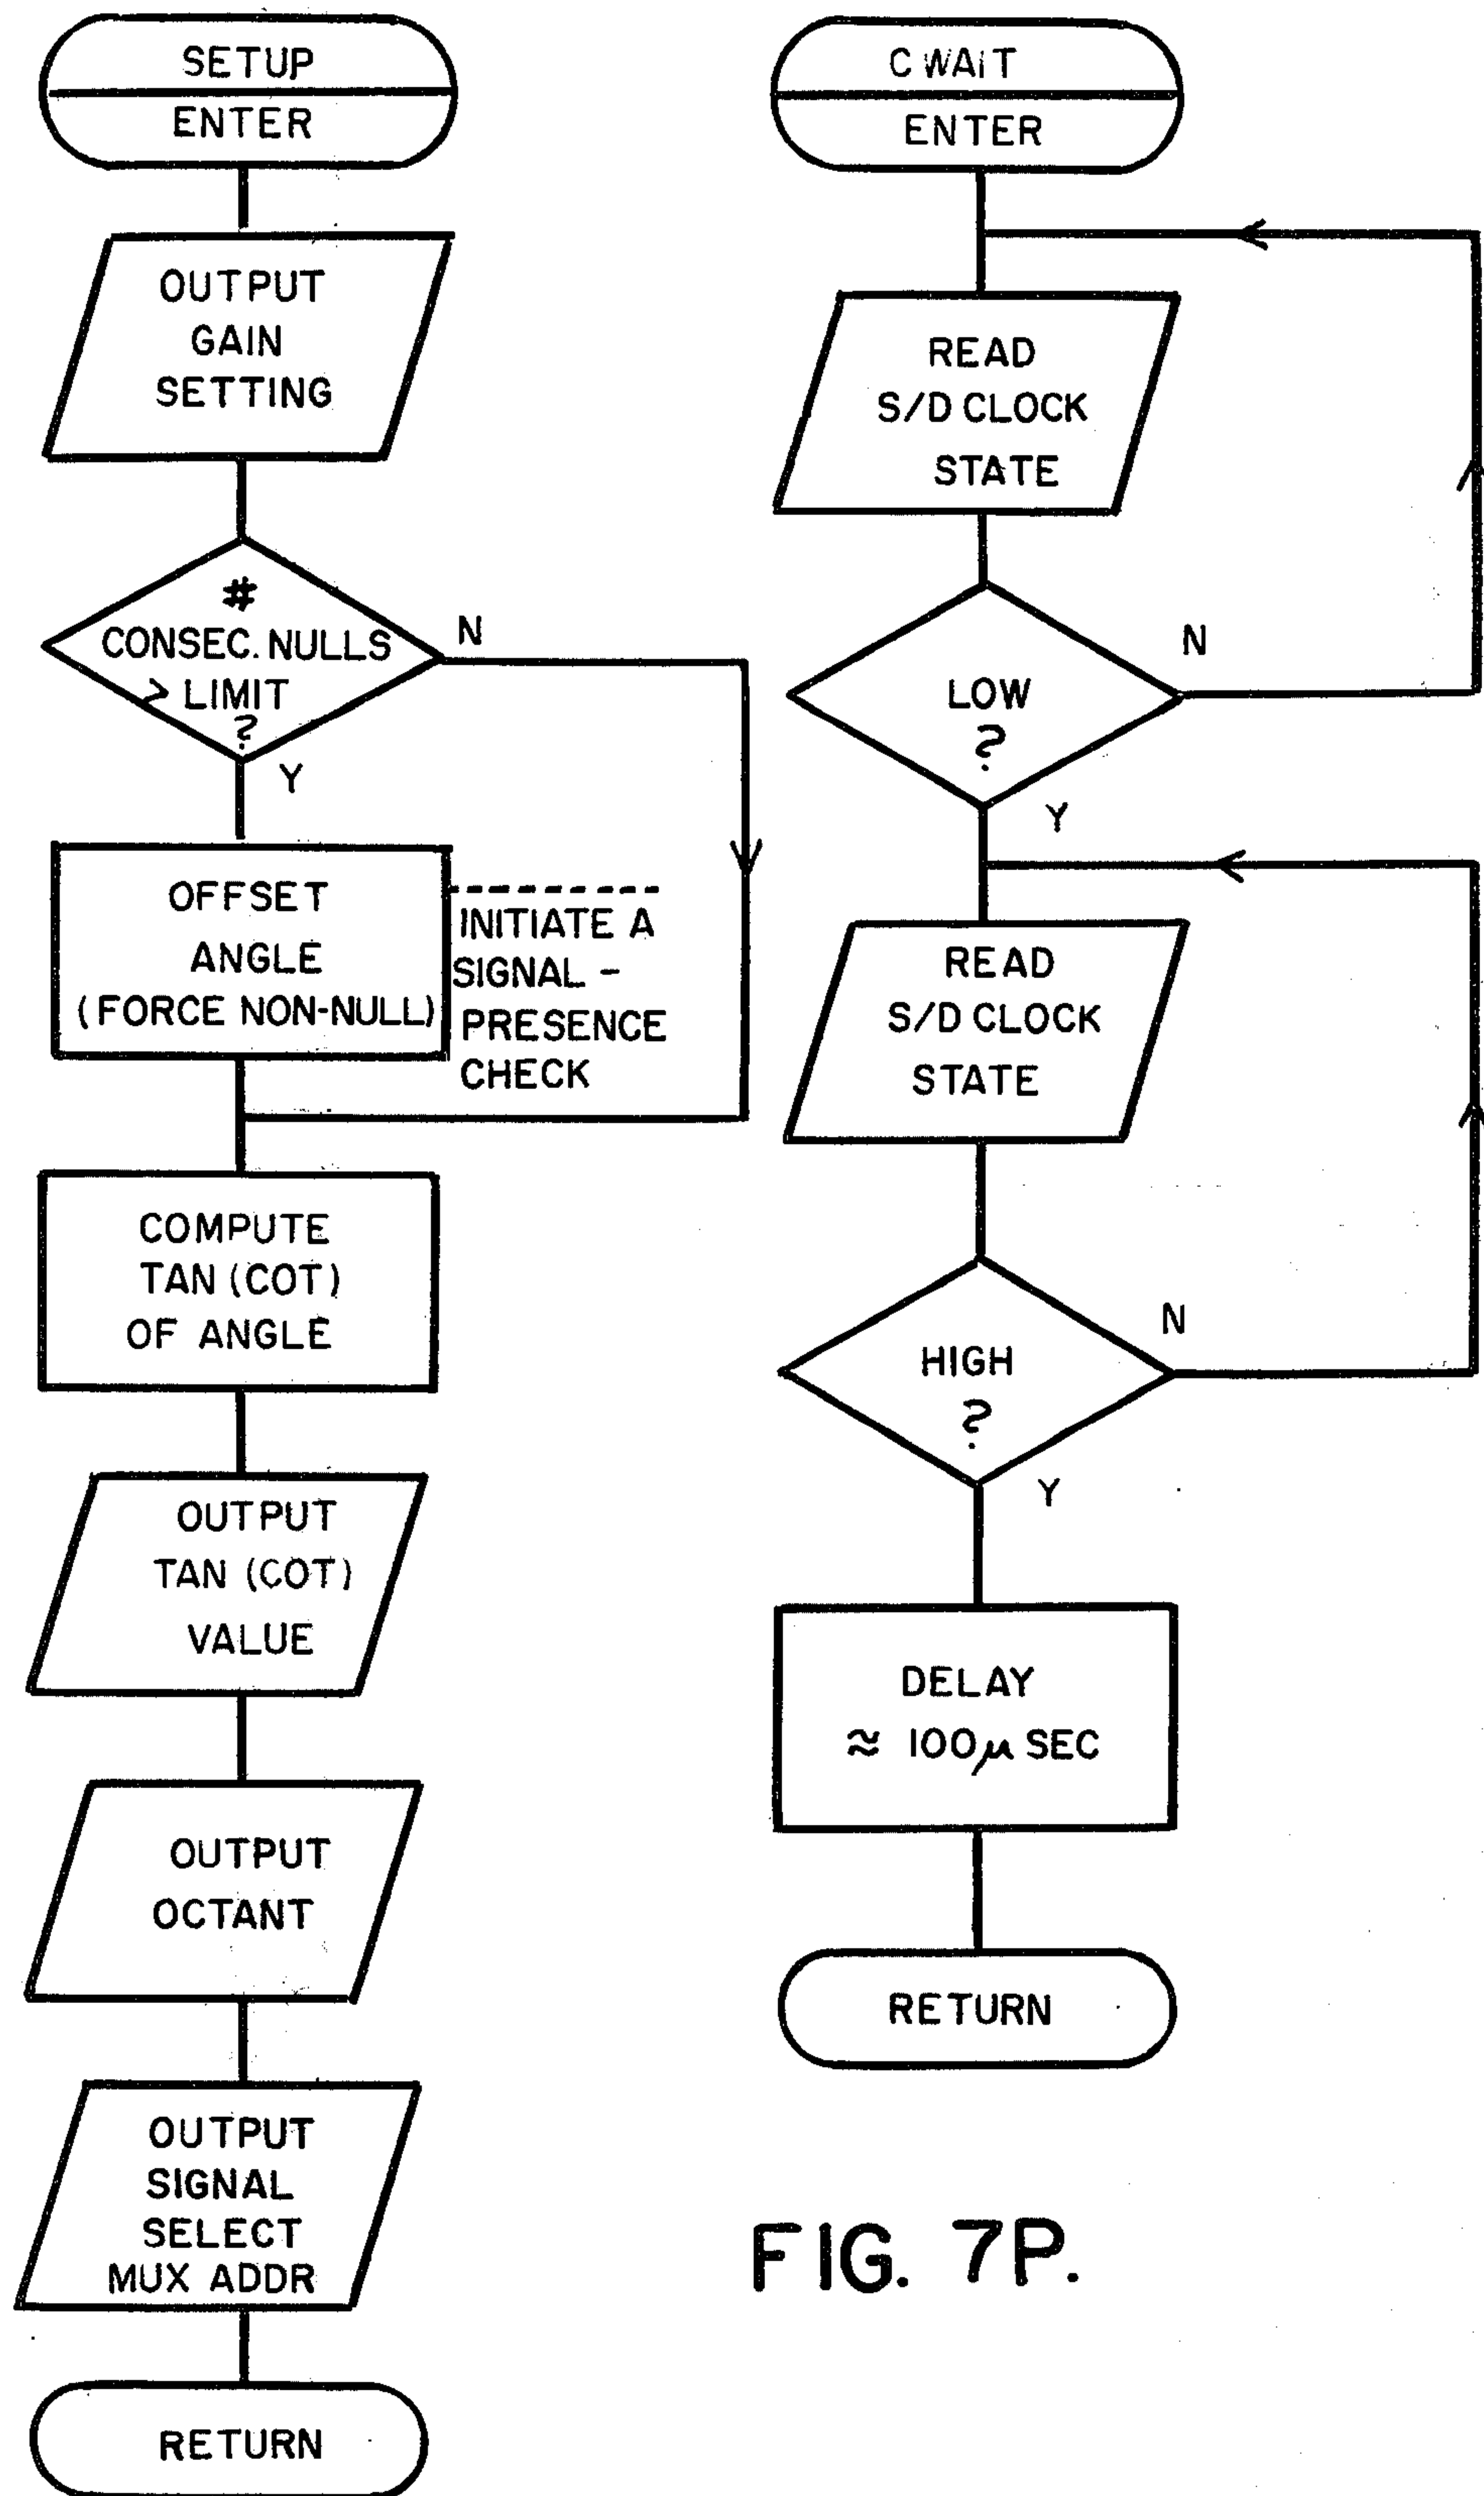 SETUP
ENTER
OUTPUT
GAIN
SETTING
#
CONSEC. NULLS
> LIMIT
?
N
Y
OFFSET
ANGLE
(FORCE NON-NULL)
INITIATE A
SIGNAL -
PRESENCE
CHECK
COMPUTE
TAN (COT)
OF ANGLE
OUTPUT
TAN (COT)
VALUE
OUTPUT
OCTANT
OUTPUT
SIGNAL
SELECT
MUX ADDR
RETURN
C WAIT
ENTER
READ
S/D CLOCK
STATE
LOW
?
N
Y
READ
S/D CLOCK
STATE
HIGH
?
N
Y
DELAY
≈ 100 μ SEC
RETURN
FIG. 7P.